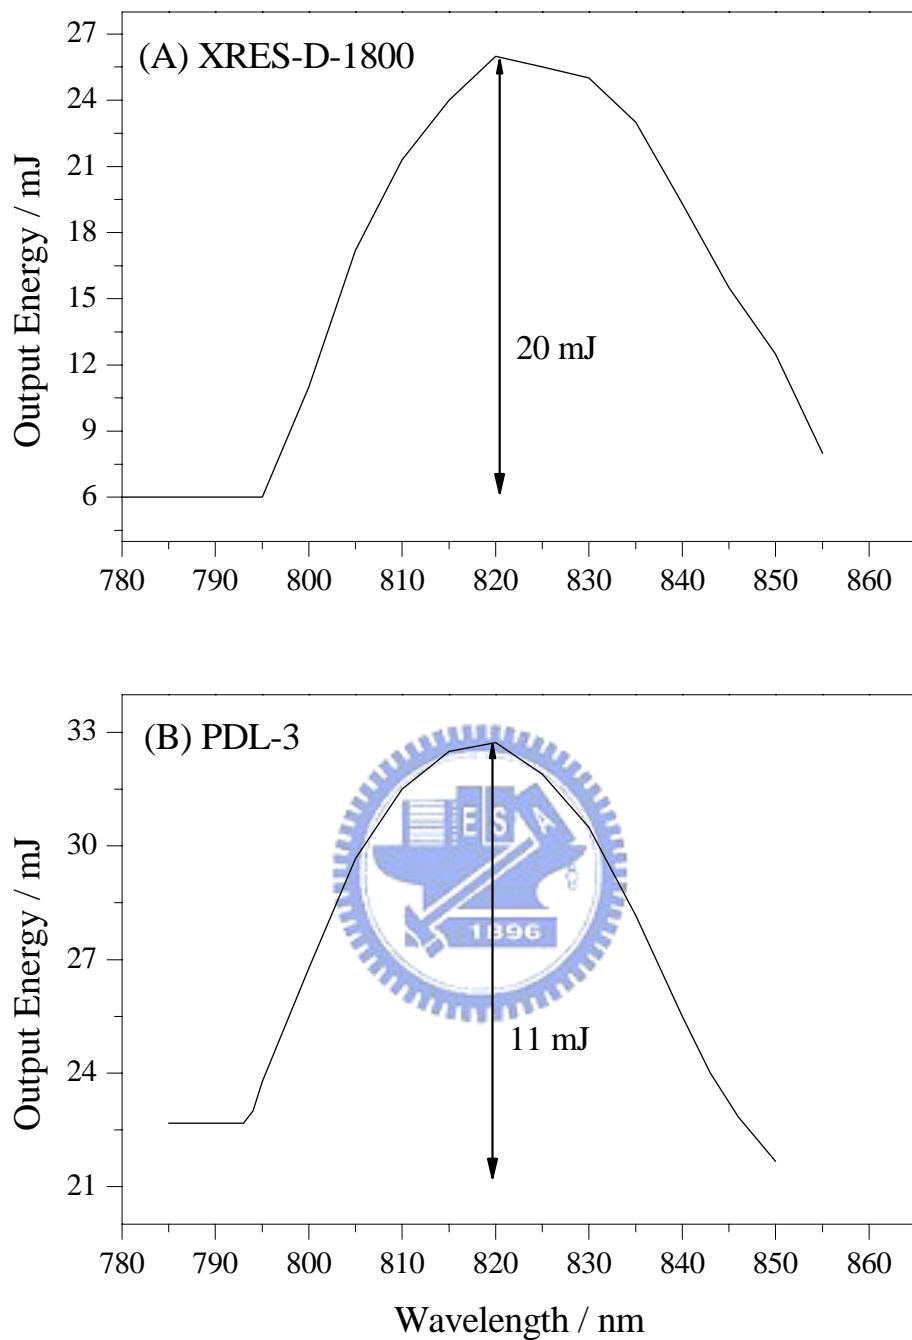 (A) XRES-D-1800
Output Energy / mJ
27
24
21
18
15
12
9
6
20 mJ
780 790 800 810 820 830 840 850 860
(B) PDL-3
Output Energy / mJ
33
30
27
24
21
E S A
1896
11 mJ
780 790 800 810 820 830 840 850 860
Wavelength / nm